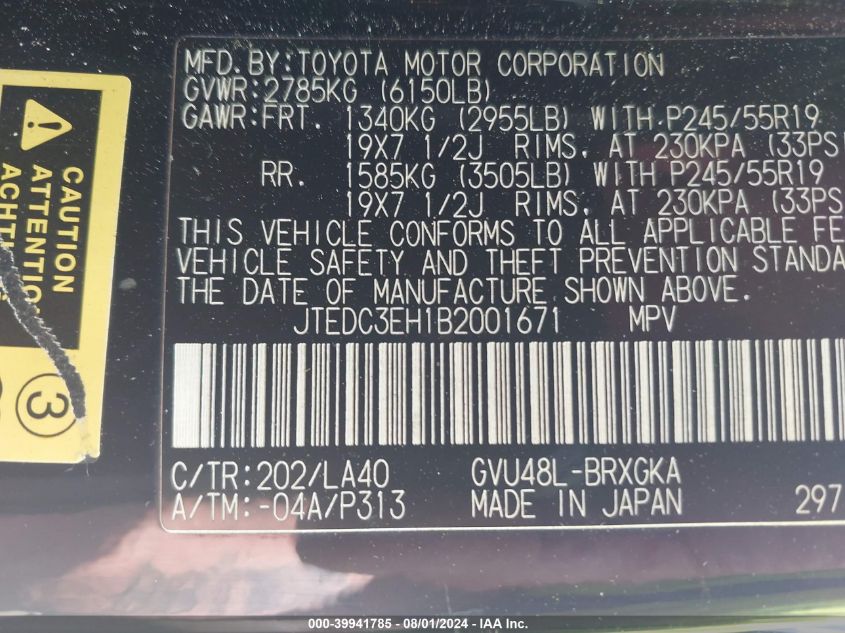 MFD. BY:TOYOTA MOTOR CORPORATION
GVWR:2785KG (6150LB)
GAWR:FRT. 1340KG (2955LB) WITH P245/55R19
19X7 1/2J RIMS, AT 230KPA (33PS
RR. 1585KG (3505LB) WITH P245/55R19
19X7 1/2J RIMS, AT 230KPA (33PS
THIS VEHICLE CONFORMS TO ALL APPLICABLE FE
VEHICLE SAFETY AND THEFT PREVENTION STANDA
THE DATE OF MANUFACTURE SHOWN ABOVE.
JTEDC3EH1B2001671 MPV
C/TR:202/LA40 GVU48L-BRXGKA
A/TM:-04A/P313 MADE IN JAPAN 297
CAUTION
ATTENTION
ACHT
3
000-39941785 - 08/01/2024 - IAA Inc.